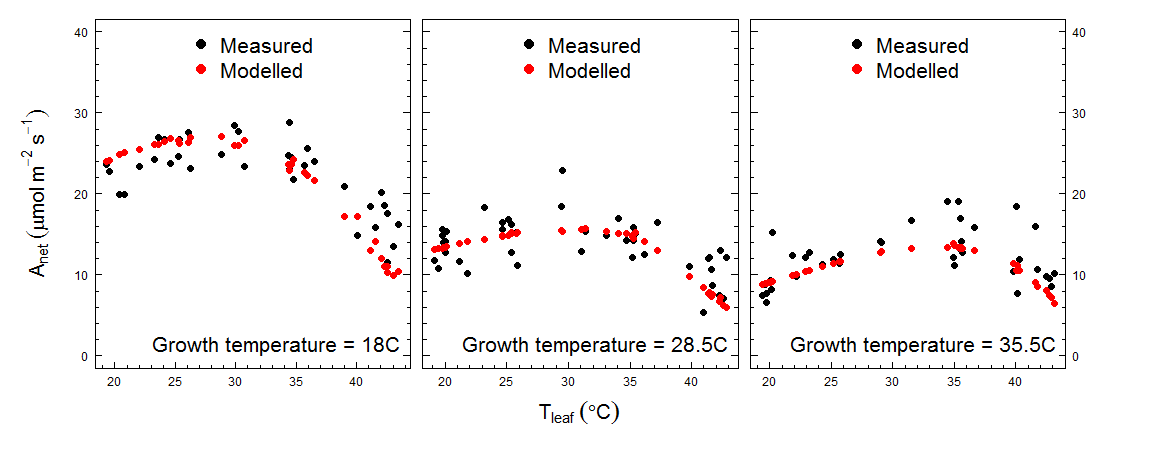 40
30
20
10
0
A_net (μmol m⁻² s⁻¹)
Measured
Modelled
Growth temperature = 18C
20 25 30 35 40
Measured
Modelled
Growth temperature = 28.5C
20 25 30 35 40
Measured
Modelled
Growth temperature = 35.5C
20 25 30 35 40
40
30
20
10
0
T_leaf (°C)